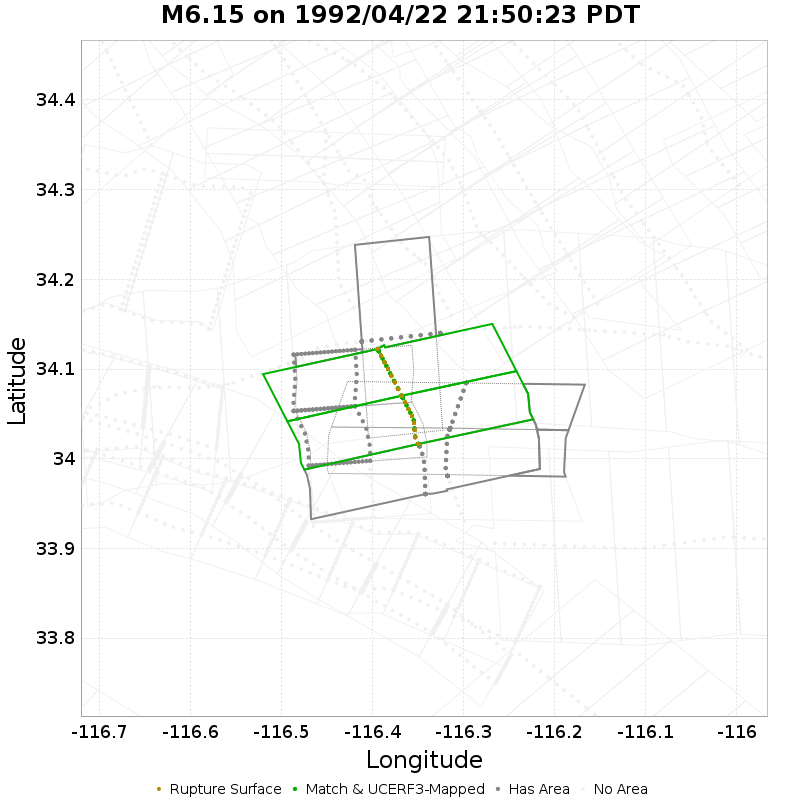 M6.15 on 1992/04/22 21:50:23 PDT
Latitude
34.4
34.3
34.2
34.1
34
33.9
33.8
-116.7 -116.6 -116.5 -116.4 -116.3 -116.2 -116.1 -116
Longitude
Rupture Surface Match & UCERF3-Mapped Has Area No Area